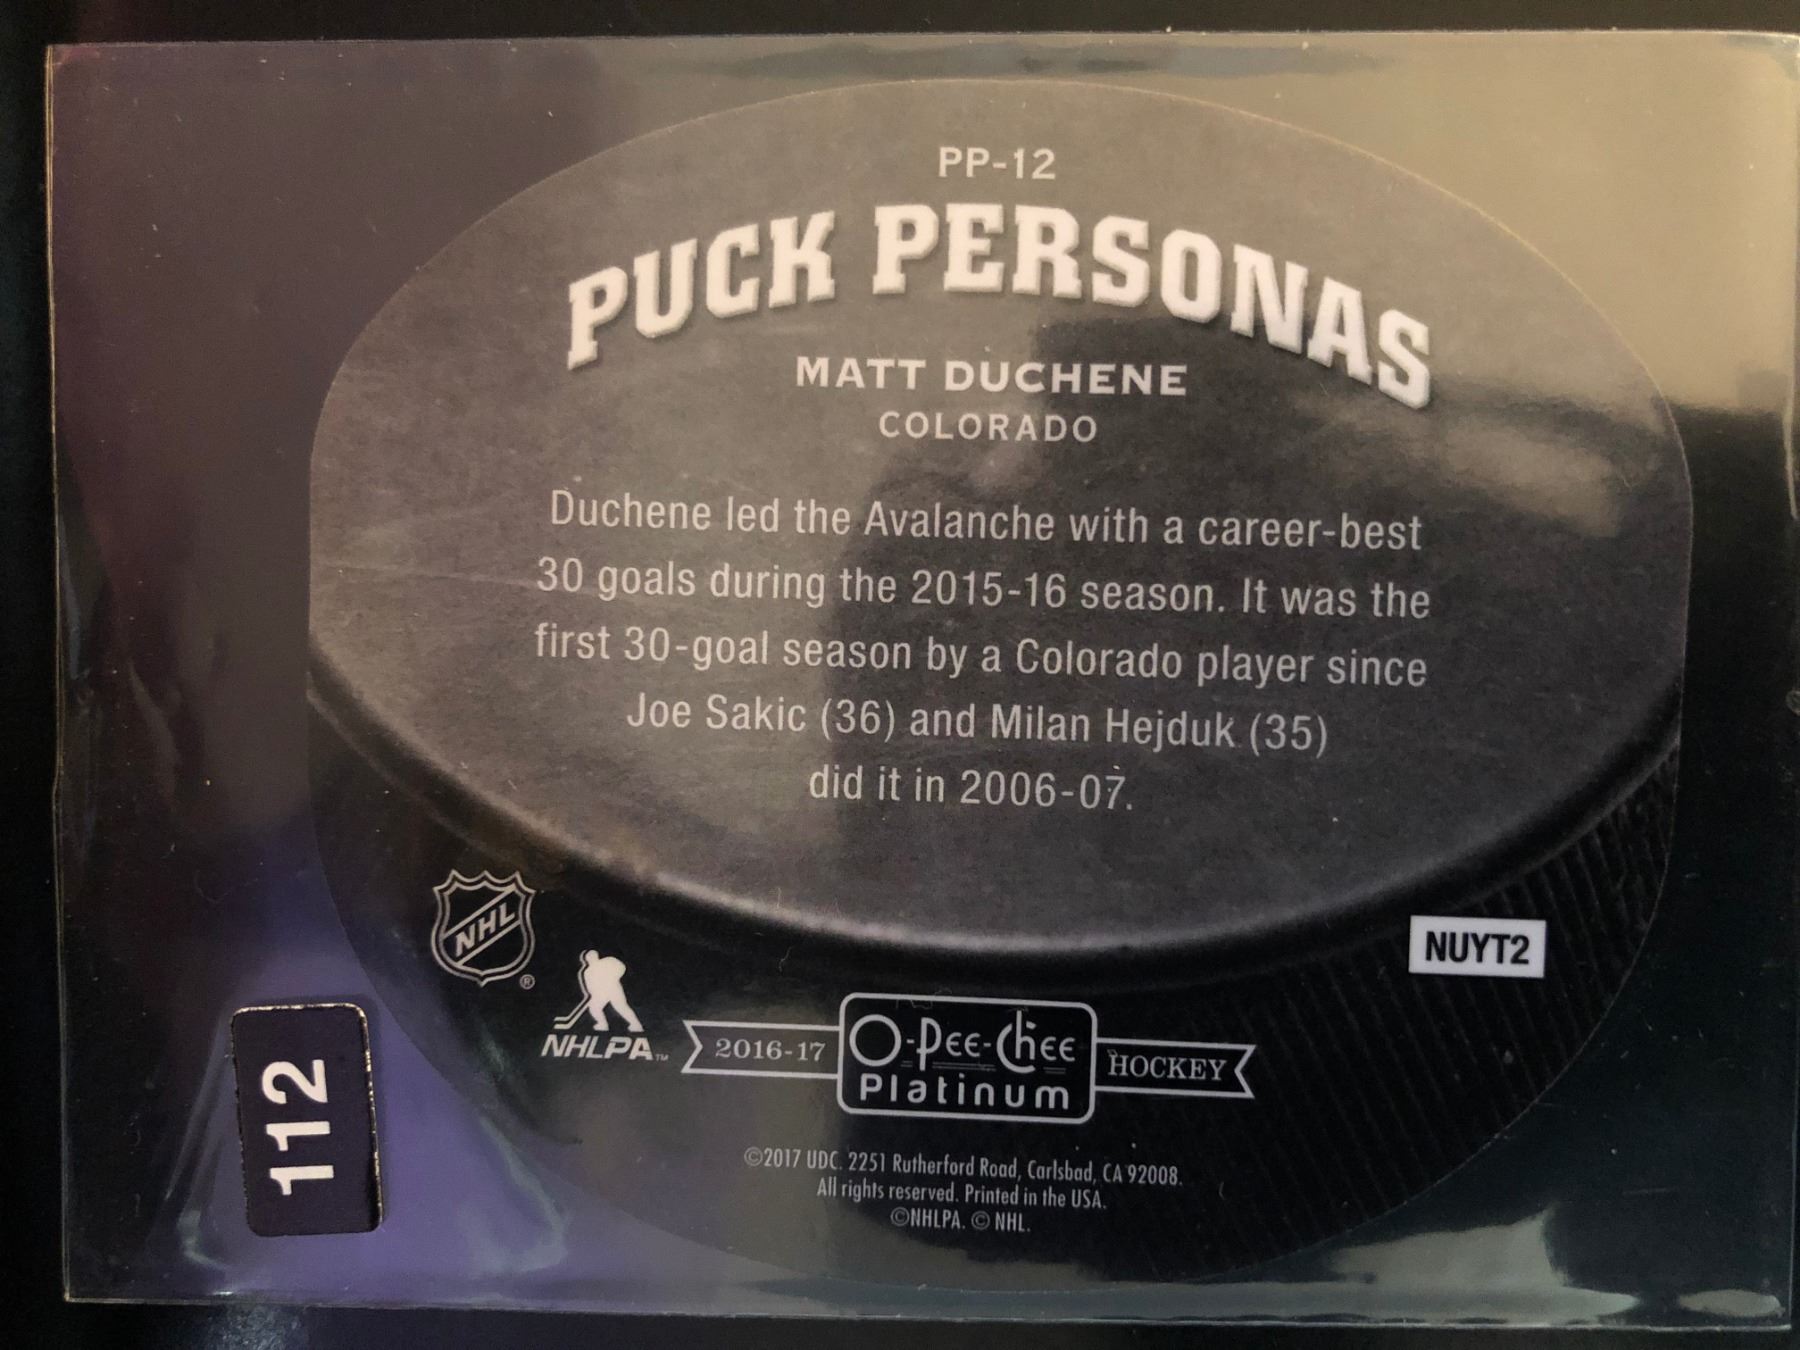 PP-12
PUCK PERSONAS
MATT DUCHENE
COLORADO
Duchene led the Avalanche with a career-best
30 goals during the 2015-16 season. It was the
first 30-goal season by a Colorado player since
Joe Sakic (36) and Milan Hejduk (35)
did it in 2006-07.
NHL
®
NHLPA™
NUYT2
2016-17
O-Pee-Chee
Platinum
HOCKEY
112
©2017 UDC. 2251 Rutherford Road, Carlsbad, CA 92008.
All rights reserved. Printed in the USA.
©NHLPA. © NHL.